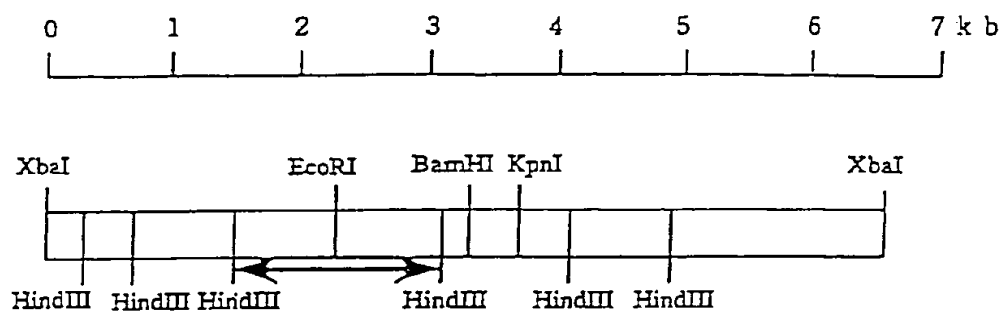 0 1 2 3 4 5 6 7 kb
XbaI EcoRI BamHI KpnI XbaI
HindIII HindIII HindIII HindIII HindIII HindIII